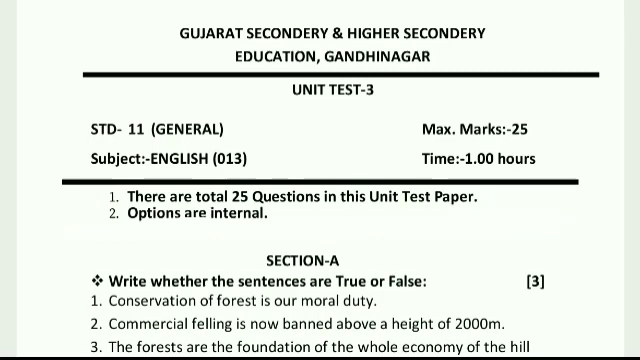 GUJARAT SECONDERY & HIGHER SECONDERY
EDUCATION, GANDHINAGAR
UNIT TEST-3
STD- 11 (GENERAL) Max. Marks:-25
Subject:-ENGLISH (013) Time:-1.00 hours
1. There are total 25 Questions in this Unit Test Paper.
2. Options are internal.
SECTION-A
❖ Write whether the sentences are True or False: [3]
1. Conservation of forest is our moral duty.
2. Commercial felling is now banned above a height of 2000m.
3. The forests are the foundation of the whole economy of the hill